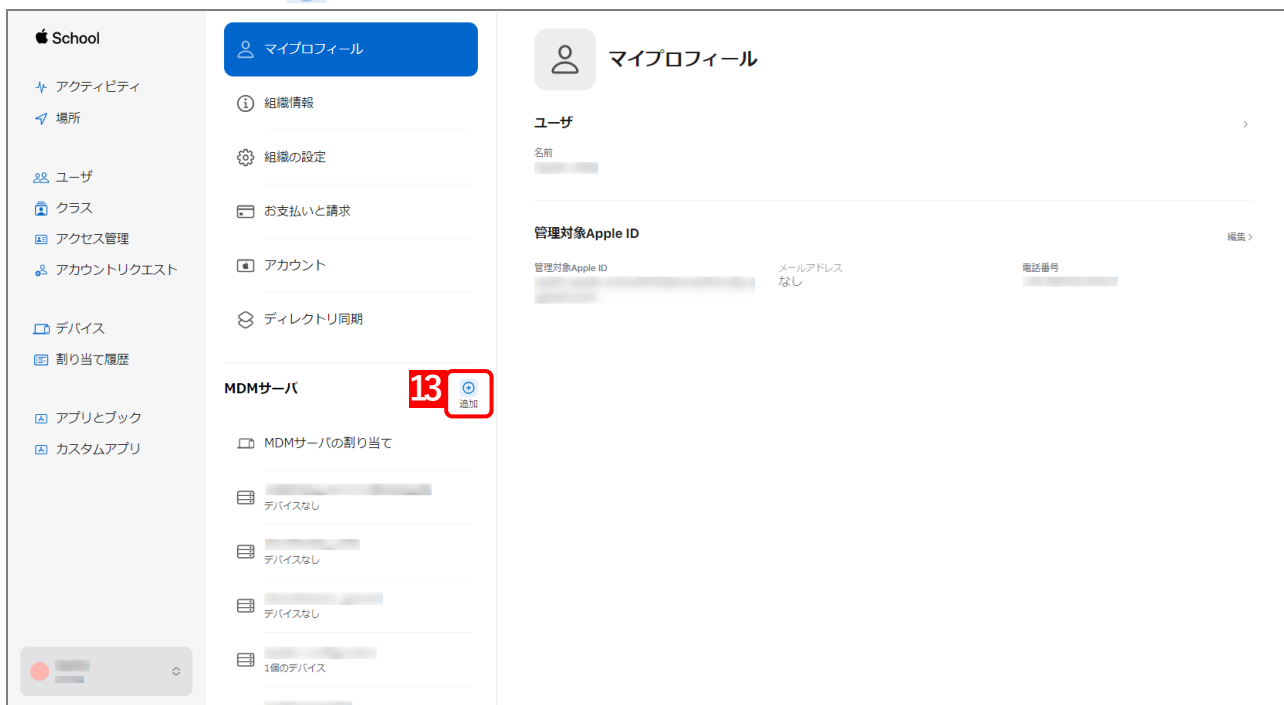 School
アクティビティ
場所
ユーザ
クラス
アクセス管理
アカウントリクエスト
デバイス
割り当て履歴
アプリとブック
カスタムアプリ
マイプロフィール
組織情報
組織の設定
お支払いと請求
アカウント
ディレクトリ同期
MDMサーバ
13
追加
MDMサーバの割り当て
デバイスなし
デバイスなし
デバイスなし
1個のデバイス
マイプロフィール
ユーザ
名前
管理対象Apple ID
編集
管理対象Apple ID
メールアドレス
電話番号
なし